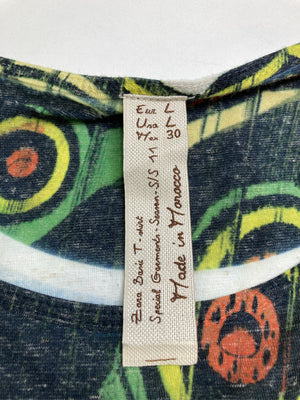 Eur L
Usa L
Mex 30
Zara Basic T-shirt
Special Garments. Season. S/S 11
Made in Morocco